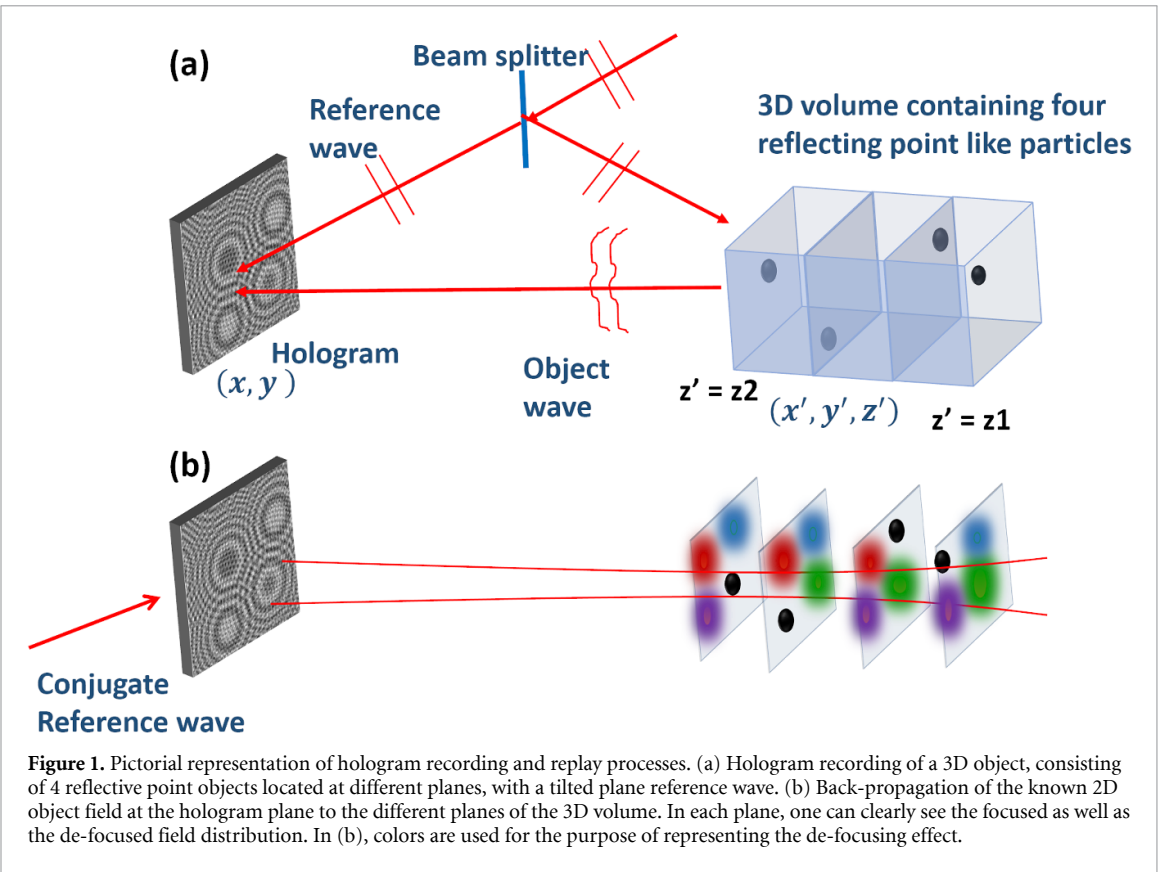 (a)
Beam splitter
Reference
wave
3D volume containing four
reflecting point like particles
Hologram
(x, y )
Object
wave
z' = z2
(x', y', z')
z' = z1
(b)
Conjugate
Reference wave
Figure 1. Pictorial representation of hologram recording and replay processes. (a) Hologram recording of a 3D object, consisting
of 4 reflective point objects located at different planes, with a tilted plane reference wave. (b) Back-propagation of the known 2D
object field at the hologram plane to the different planes of the 3D volume. In each plane, one can clearly see the focused as well as
the de-focused field distribution. In (b), colors are used for the purpose of representing the de-focusing effect.